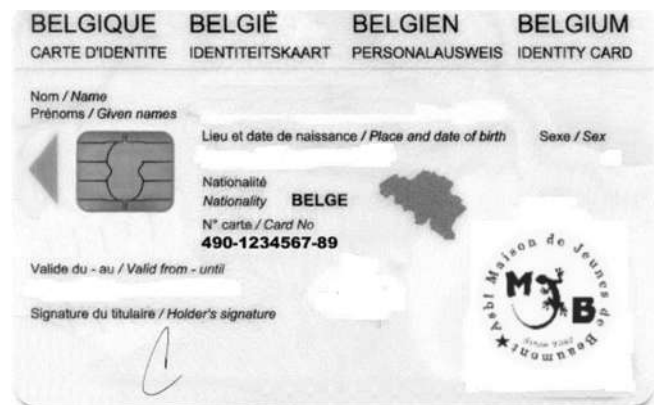 BELGIQUE BELGIË BELGIEN BELGIUM
CARTE D'IDENTITE IDENTITEITSKAART PERSONALAUSWEIS IDENTITY CARD
Nom / Name
Prénoms / Given names
Lieu et date de naissance / Place and date of birth Sexe / Sex
Nationalité
Nationality BELGE
N° carte / Card No
490-1234567-89
Valide du - au / Valid from - until
Signature du titulaire / Holder's signature
Asbl Maison de Jeunes de Beaumont
M B